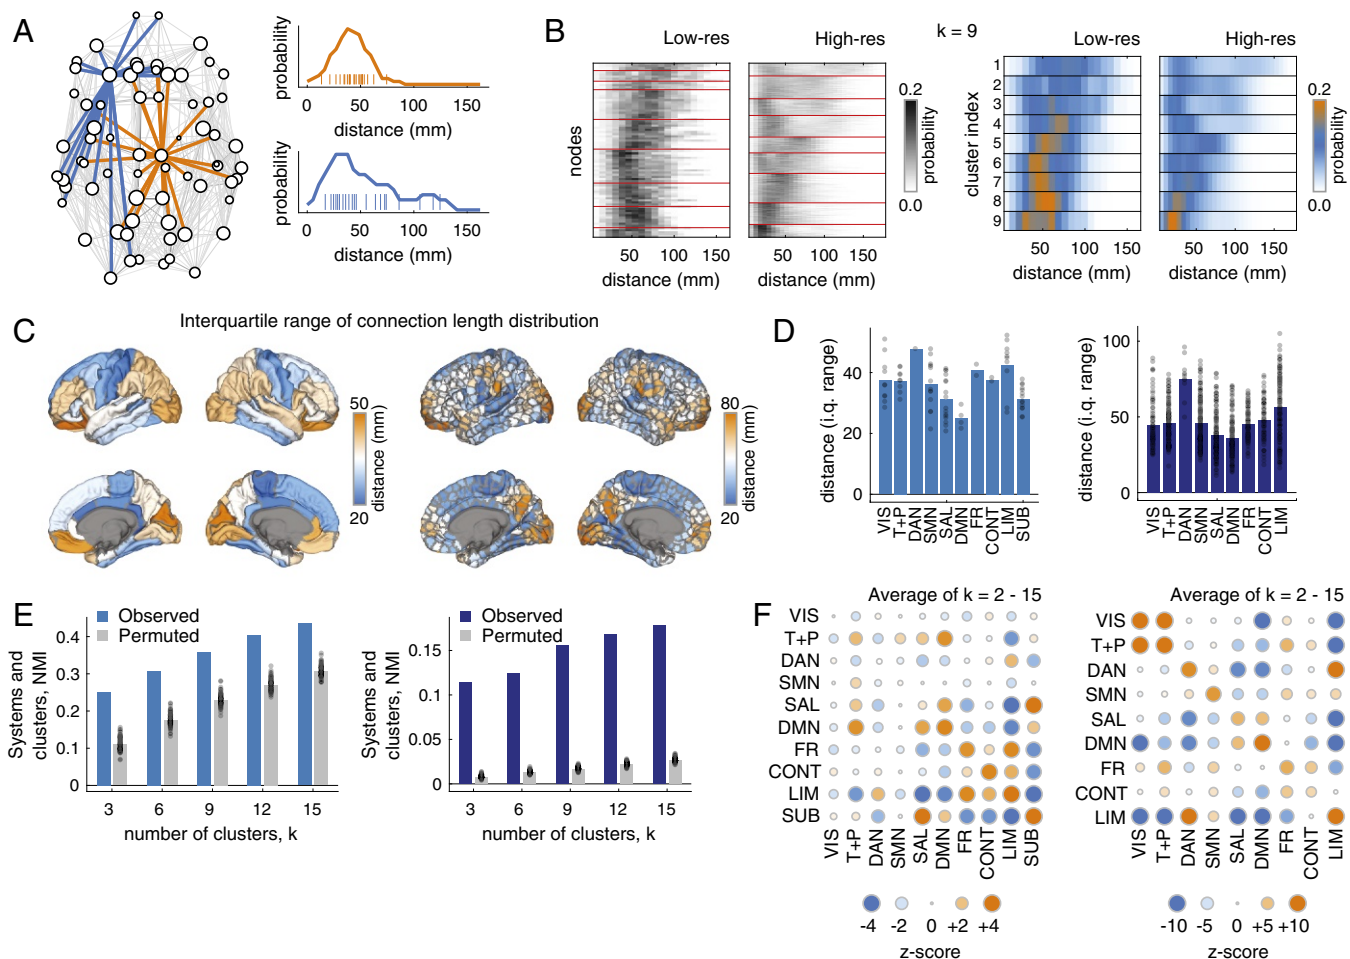 A
probability
0 50 100 150
distance (mm)
probability
0 50 100 150
distance (mm)
B
Low-res High-res
nodes
50 100 150
distance (mm)
50 100 150
distance (mm)
0.2
probability
0.0
k = 9
Low-res High-res
cluster index
1
2
3
4
5
6
7
8
9
50 100 150
distance (mm)
50 100 150
distance (mm)
0.2
probability
0.0
C
Interquartile range of connection length distribution
50
distance (mm)
20
80
distance (mm)
20
D
distance (i.q. range)
40
20
0
VIS T+P DAN SMN SAL DMN FR CONT LIM SUB
distance (i.q. range)
100
50
0
VIS T+P DAN SMN SAL DMN FR CONT LIM
E
Observed
Permuted
Systems and
clusters, NMI
0.4
0.3
0.2
0.1
0
3 6 9 12 15
number of clusters, k
Observed
Permuted
Systems and
clusters, NMI
0.15
0.1
0.05
0
3 6 9 12 15
number of clusters, k
F
Average of k = 2 - 15
VIS
T+P
DAN
SMN
SAL
DMN
FR
CONT
LIM
SUB
VIS T+P DAN SMN SAL DMN FR CONT LIM SUB
-4 -2 0 +2 +4
z-score
Average of k = 2 - 15
VIS
T+P
DAN
SMN
SAL
DMN
FR
CONT
LIM
VIS T+P DAN SMN SAL DMN FR CONT LIM
-10 -5 0 +5 +10
z-score